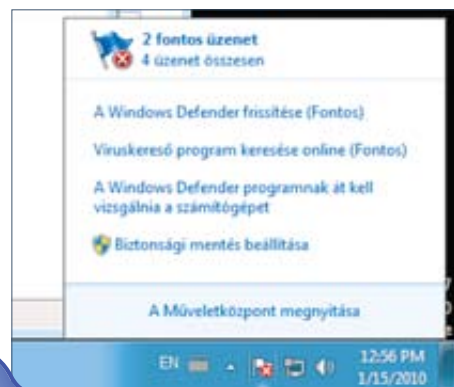 2 fontos üzenet
4 üzenet összesen
A Windows Defender frissítése (Fontos)
Víruskereső program keresése online (Fontos)
A Windows Defender programnak át kell
vizsgálnia a számítógépet
Biztonsági mentés beállítása
A Műveletközpont megnyitása
EN
12:56 PM
1/15/2010